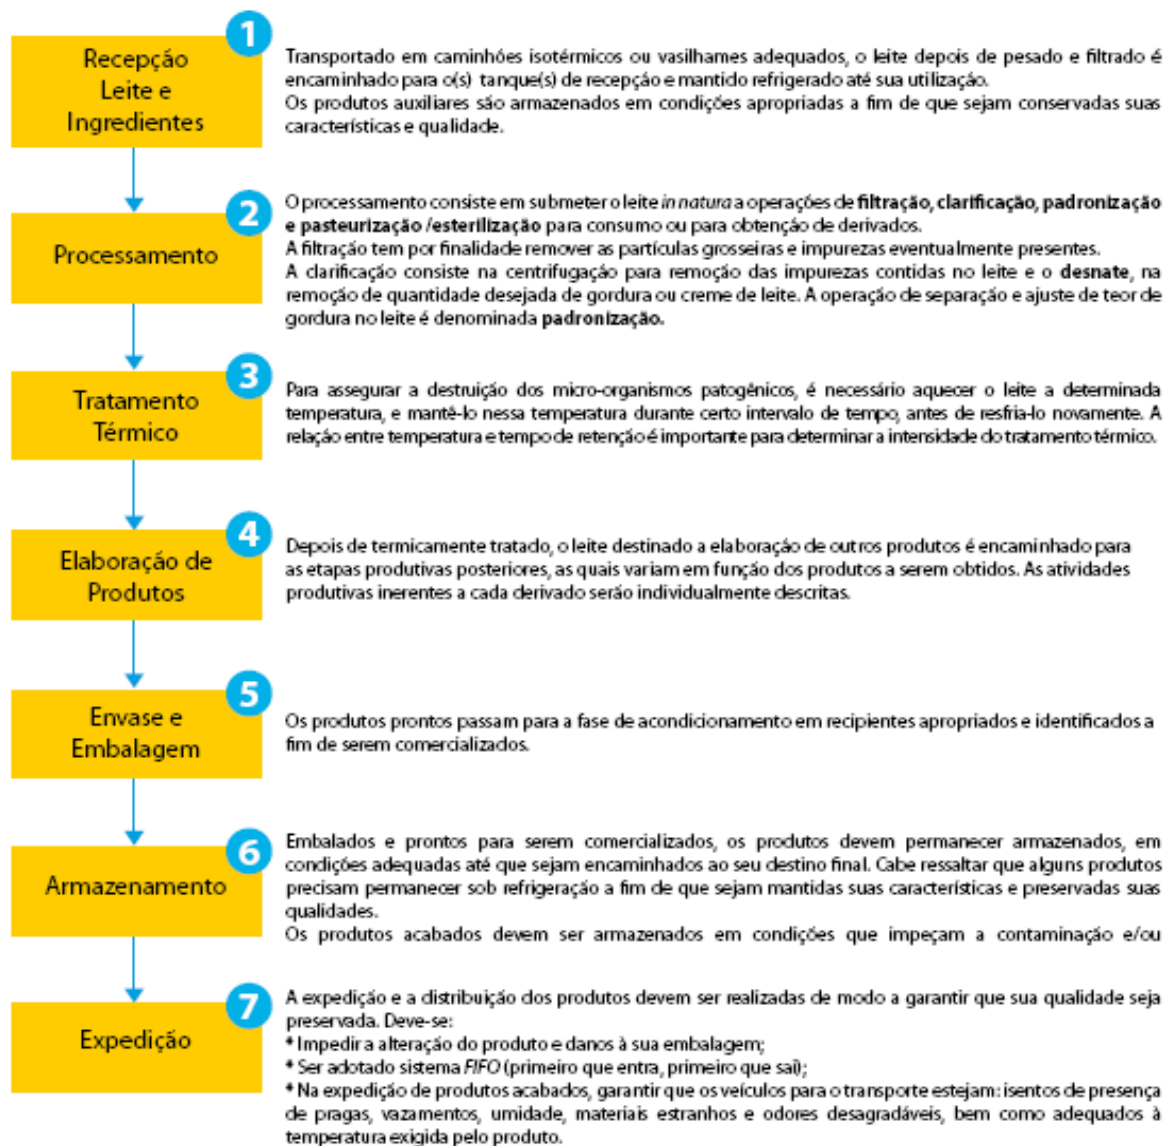 1
Recepção
Leite e
Ingredientes
Transportado em caminhões isotérmicos ou vasilhames adequados, o leite depois de pesado e filtrado é
encaminhado para o(s) tanque(s) de recepção e mantido refrigerado até sua utilização.
Os produtos auxiliares são armazenados em condições apropriadas a fim de que sejam conservadas suas
características e qualidade.
2
Processamento
O processamento consiste em submeter o leite in natura a operações de filtração, clarificação, padronização
e pasteurização /esterilização para consumo ou para obtenção de derivados.
A filtração tem por finalidade remover as partículas grosseiras e impurezas eventualmente presentes.
A clarificação consiste na centrifugação para remoção das impurezas contidas no leite e o desnate, na
remoção de quantidade desejada de gordura ou creme de leite. A operação de separação e ajuste de teor de
gordura no leite é denominada padronização.
3
Tratamento
Térmico
Para assegurar a destruição dos micro-organismos patogênicos, é necessário aquecer o leite a determinada
temperatura, e mantê-lo nessa temperatura durante certo intervalo de tempo, antes de resfria-lo novamente. A
relação entre temperatura e tempo de retenção é importante para determinar a intensidade do tratamento térmico.
4
Elaboração de
Produtos
Depois de termicamente tratado, o leite destinado a elaboração de outros produtos é encaminhado para
as etapas produtivas posteriores, as quais variam em função dos produtos a serem obtidos. As atividades
produtivas inerentes a cada derivado serão individualmente descritas.
5
Envase e
Embalagem
Os produtos prontos passam para a fase de acondicionamento em recipientes apropriados e identificados a
fim de serem comercializados.
6
Armazenamento
Embalados e prontos para serem comercializados, os produtos devem permanecer armazenados, em
condições adequadas até que sejam encaminhados ao seu destino final. Cabe ressaltar que alguns produtos
precisam permanecer sob refrigeração a fim de que sejam mantidas suas características e preservadas suas
qualidades.
Os produtos acabados devem ser armazenados em condições que impeçam a contaminação e/ou
7
Expedição
A expedição e a distribuição dos produtos devem ser realizadas de modo a garantir que sua qualidade seja
preservada. Deve-se:
* Impedir a alteração do produto e danos à sua embalagem;
* Ser adotado sistema FIFO (primeiro que entra, primeiro que sai);
* Na expedição de produtos acabados, garantir que os veículos para o transporte estejam: isentos de presença
de pragas, vazamentos, umidade, materiais estranhos e odores desagradáveis, bem como adequados à
temperatura exigida pelo produto.